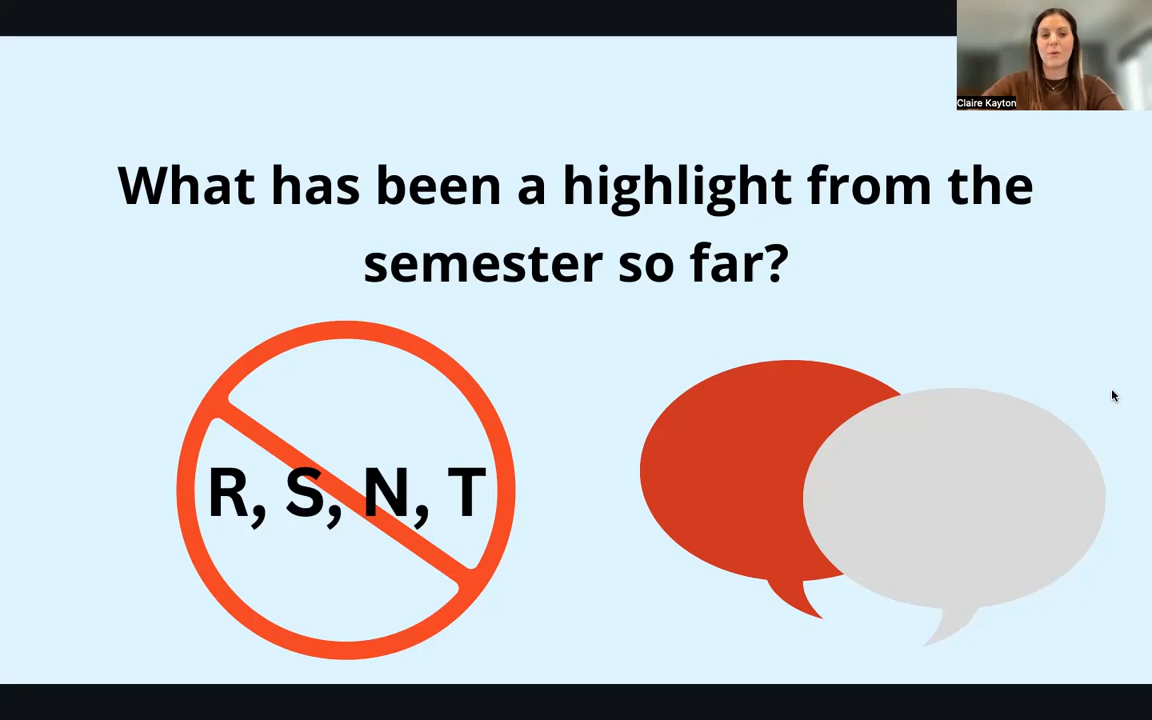 Claire Kayton
What has been a highlight from the
semester so far?
R, S, N, T